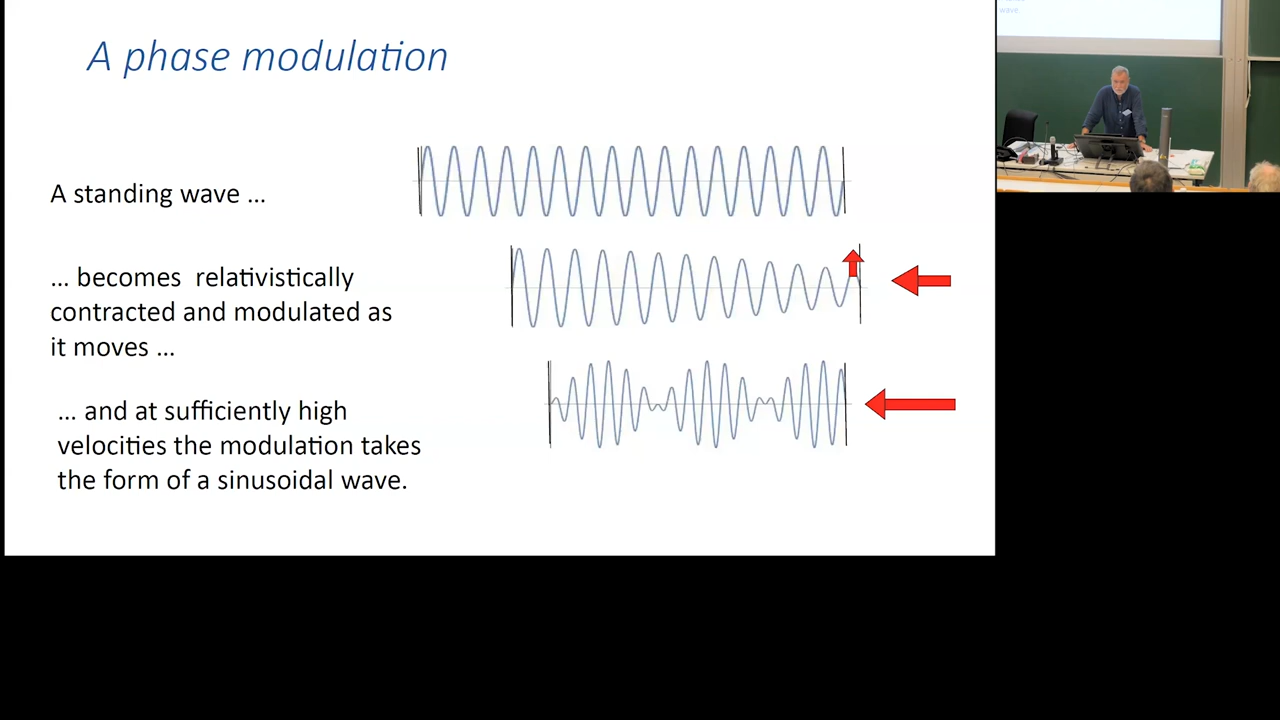 A phase modulation
A standing wave ...
... becomes relativistically
contracted and modulated as
it moves ...
... and at sufficiently high
velocities the modulation takes
the form of a sinusoidal wave.
wave